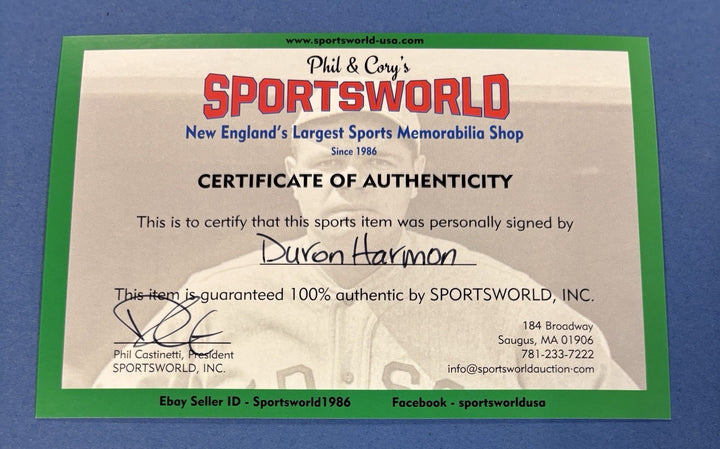 www.sportsworld-usa.com
Phil & Cory's
SPORTSWORLD
New England's Largest Sports Memorabilia Shop
Since 1986
CERTIFICATE OF AUTHENTICITY
This is to certify that this sports item was personally signed by
Duron Harmon
This item is guaranteed 100% authentic by SPORTSWORLD, INC.
Phil Castinetti, President
SPORTSWORLD, INC.
184 Broadway
Saugus, MA 01906
781-233-7222
info@sportsworldauction.com
Ebay Seller ID - Sportsworld1986 Facebook - sportsworldusa